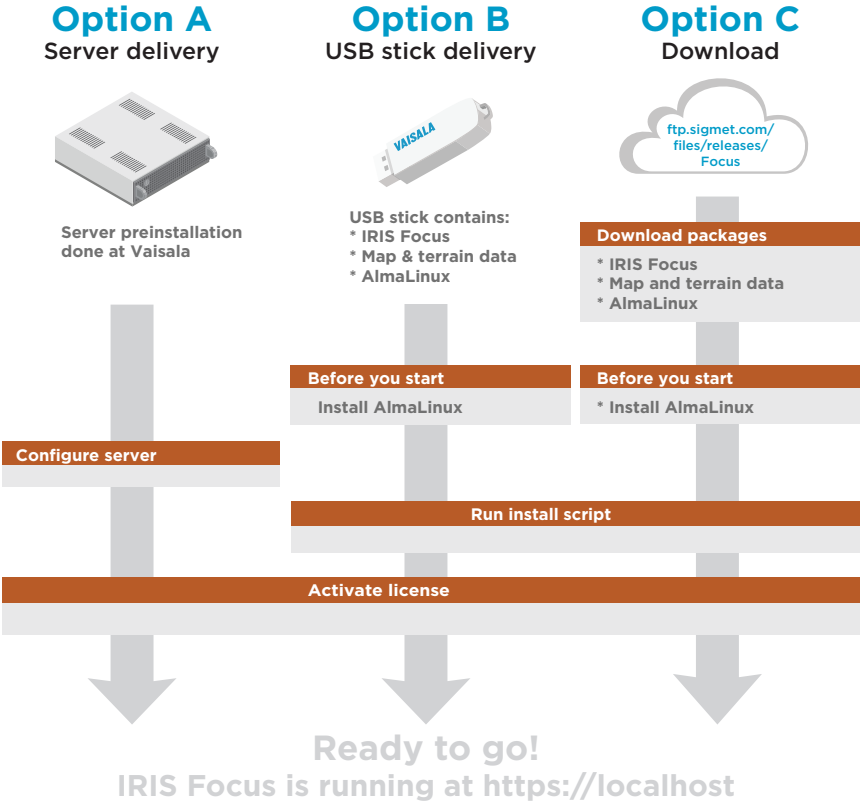 Option A
Server delivery
Server preinstallation
done at Vaisala
Configure server
Option B
USB stick delivery
VAISALA
USB stick contains:
* IRIS Focus
* Map & terrain data
* AlmaLinux
Before you start
Install AlmaLinux
Option C
Download
ftp.sigmet.com/
files/releases/
Focus
Download packages
* IRIS Focus
* Map and terrain data
* AlmaLinux
Before you start
* Install AlmaLinux
Run install script
Activate license
Ready to go!
IRIS Focus is running at https://localhost